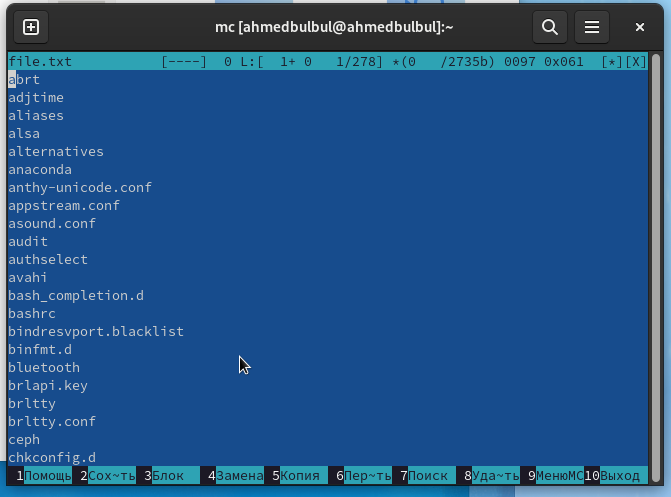 mc [ahmedbulbul@ahmedbulbul]:~
file.txt [----] 0 L:[ 1+ 0 1/278] *(0 /2735b) 0097 0x061 [*][X]
abrt
adjtime
aliases
alsa
alternatives
anaconda
anthy-unicode.conf
appstream.conf
asound.conf
audit
authselect
avahi
bash_completion.d
bashrc
bindresvport.blacklist
binfmt.d
bluetooth
brlapi.key
brltty
brltty.conf
ceph
chkconfig.d
1Помощь 2Сох~ть 3Блок 4Замена 5Копия 6Пер~ть 7Поиск 8Уда~ть 9МенюMC 10Выход